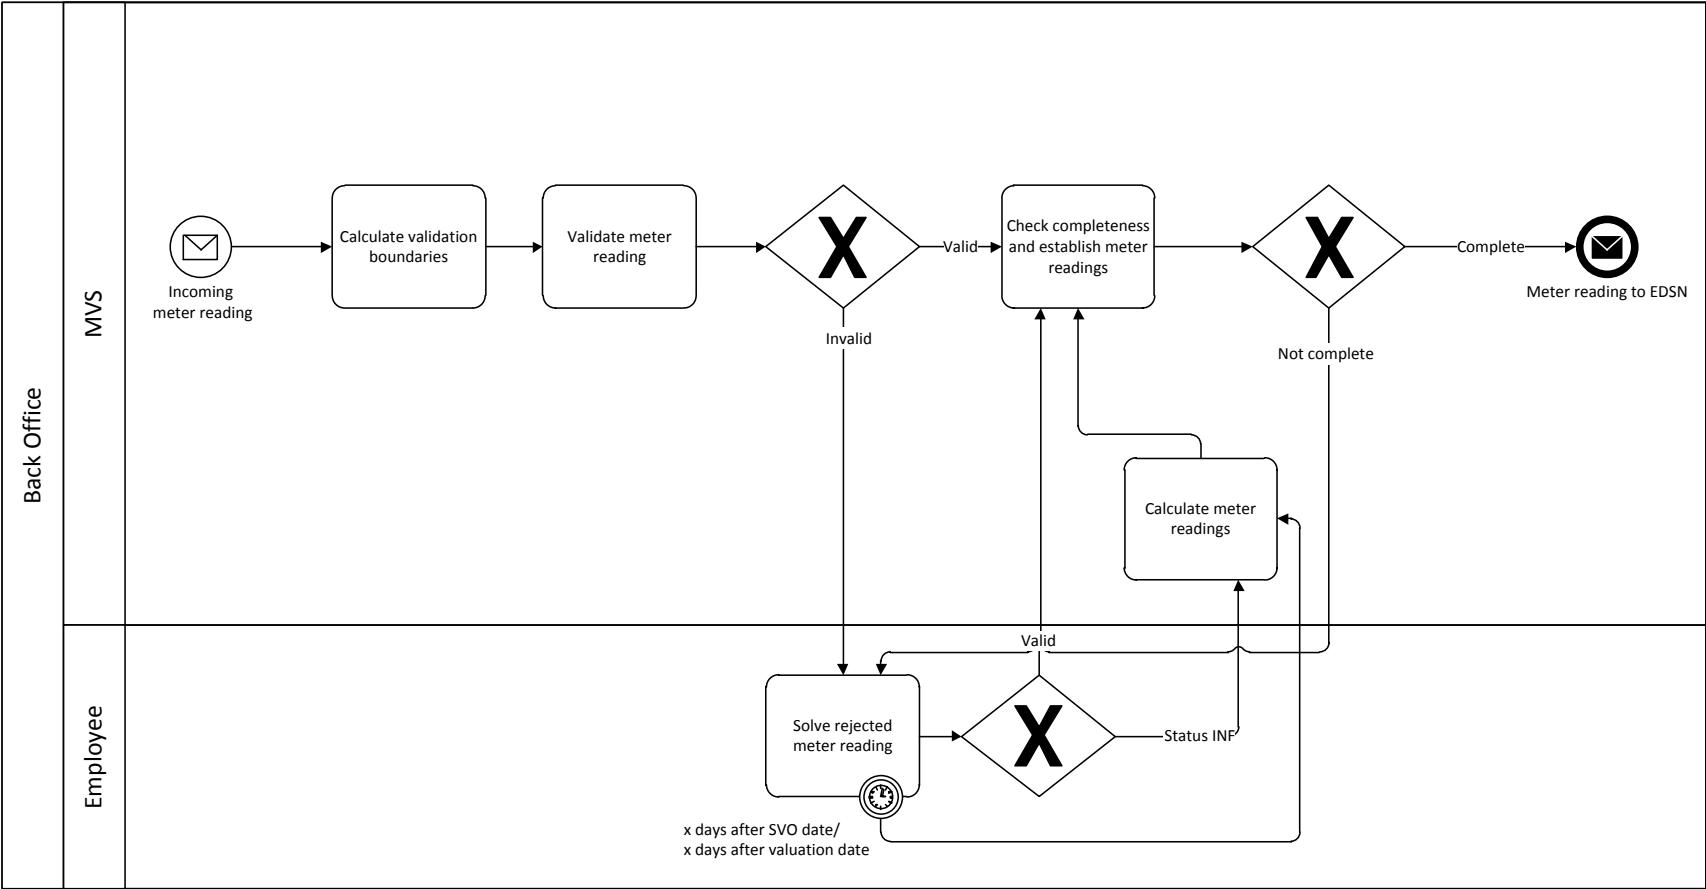 Back Office
MVS
Incoming
meter reading
Calculate validation
boundaries
Validate meter
reading
X
Valid
Invalid
Check completeness
and establish meter
readings
X
Complete
Not complete
Meter reading to EDSN
Calculate meter
readings
Employee
Valid
Solve rejected
meter reading
X
Status INF
x days after SVO date/
x days after valuation date